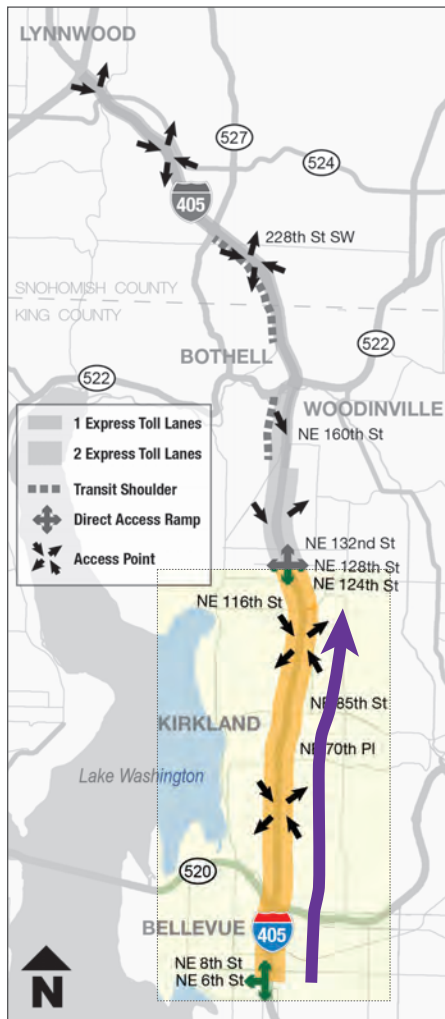 LYNNWOOD
527
524
405
228th St SW
SNOHOMISH COUNTY
KING COUNTY
BOTHELL
522
522
WOODINVILLE
1 Express Toll Lanes
2 Express Toll Lanes
Transit Shoulder
Direct Access Ramp
Access Point
NE 160th St
NE 132nd St
NE 128th St
NE 124th St
NE 116th St
NE 85th St
KIRKLAND
NE 70th Pl
Lake Washington
520
BELLEVUE
405
NE 8th St
NE 6th St
N